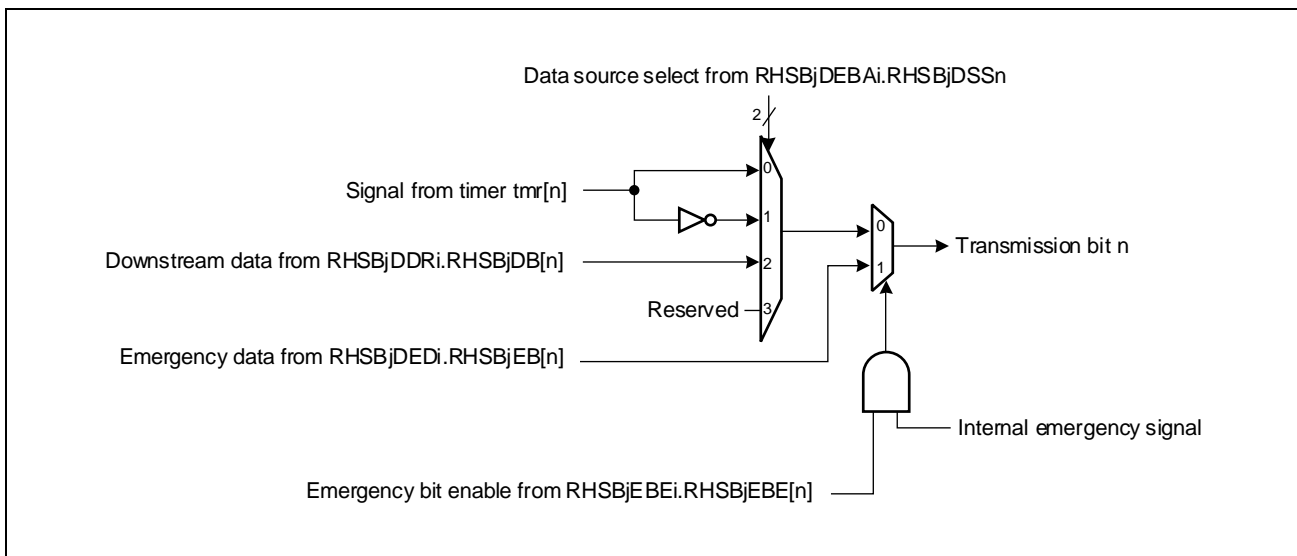 Data source select from RHSBjDEBAi.RHSBjDSSn
2
0
Signal from timer tmr[n]
1
0
Transmission bit n
Downstream data from RHSBjDDRi.RHSBjDB[n]
2
1
Reserved
3
Emergency data from RHSBjDEDi.RHSBjEB[n]
Internal emergency signal
Emergency bit enable from RHSBjEBEi.RHSBjEBE[n]